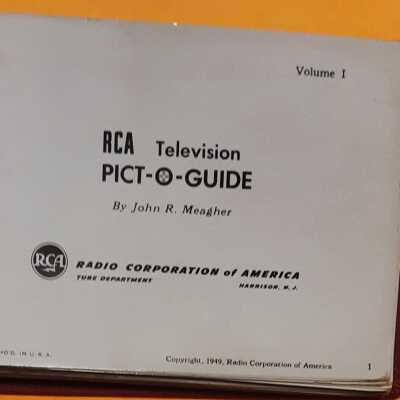 Volume I
RCA Television
PICT-O-GUIDE
By John R. Meagher
RCA
RADIO CORPORATION of AMERICA
TUBE DEPARTMENT HARRISON, N. J.
IN U.S.A.
Copyright, 1949, Radio Corporation of America
1